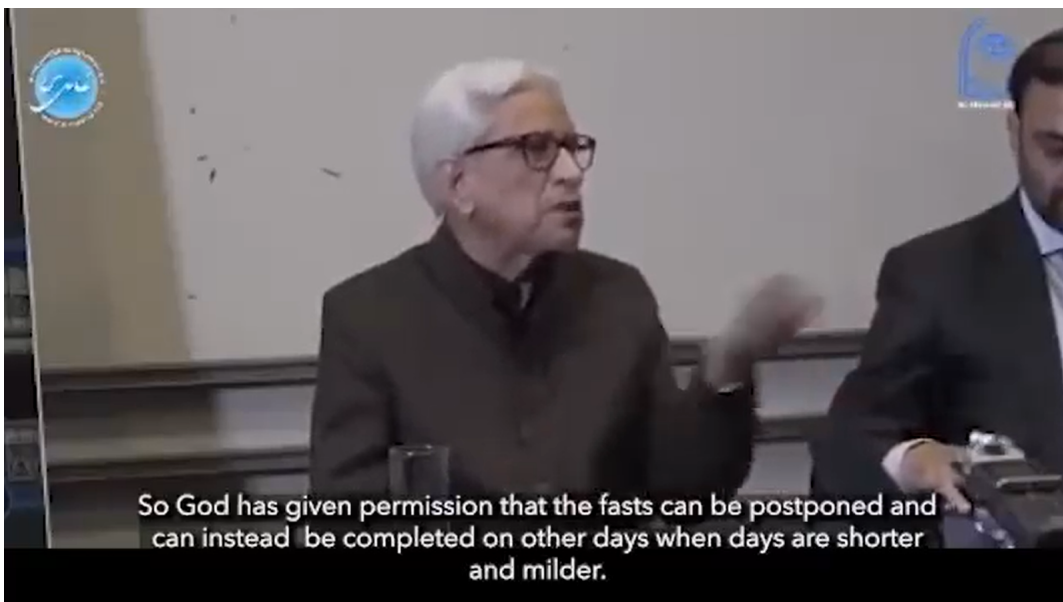 So God has given permission that the fasts can be postponed and
can instead  be completed on other days when days are shorter
and milder.